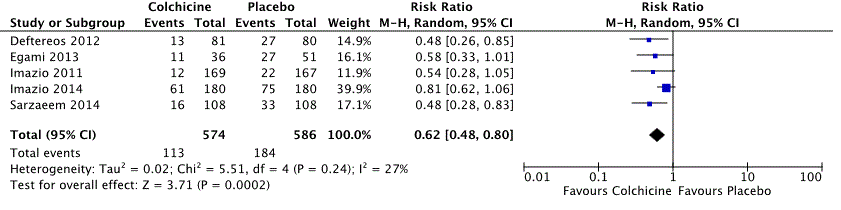 Colchicine Placebo Risk Ratio Risk Ratio
Study or Subgroup Events Total Events Total Weight M-H, Random, 95% CI M-H, Random, 95% CI
Deftereos 2012 13 81 27 80 14.9% 0.48 [0.26, 0.85]
Egami 2013 11 36 27 51 16.1% 0.58 [0.33, 1.01]
Imazio 2011 12 169 22 167 11.9% 0.54 [0.28, 1.05]
Imazio 2014 61 180 75 180 39.9% 0.81 [0.62, 1.06]
Sarzaeem 2014 16 108 33 108 17.1% 0.48 [0.28, 0.83]
Total (95% CI) 574 586 100.0% 0.62 [0.48, 0.80]
Total events 113 184
Heterogeneity: Tau² = 0.02; Chi² = 5.51, df = 4 (P = 0.24); I² = 27%
Test for overall effect: Z = 3.71 (P = 0.0002)
0.01 0.1 1 10 100
Favours Colchicine Favours Placebo